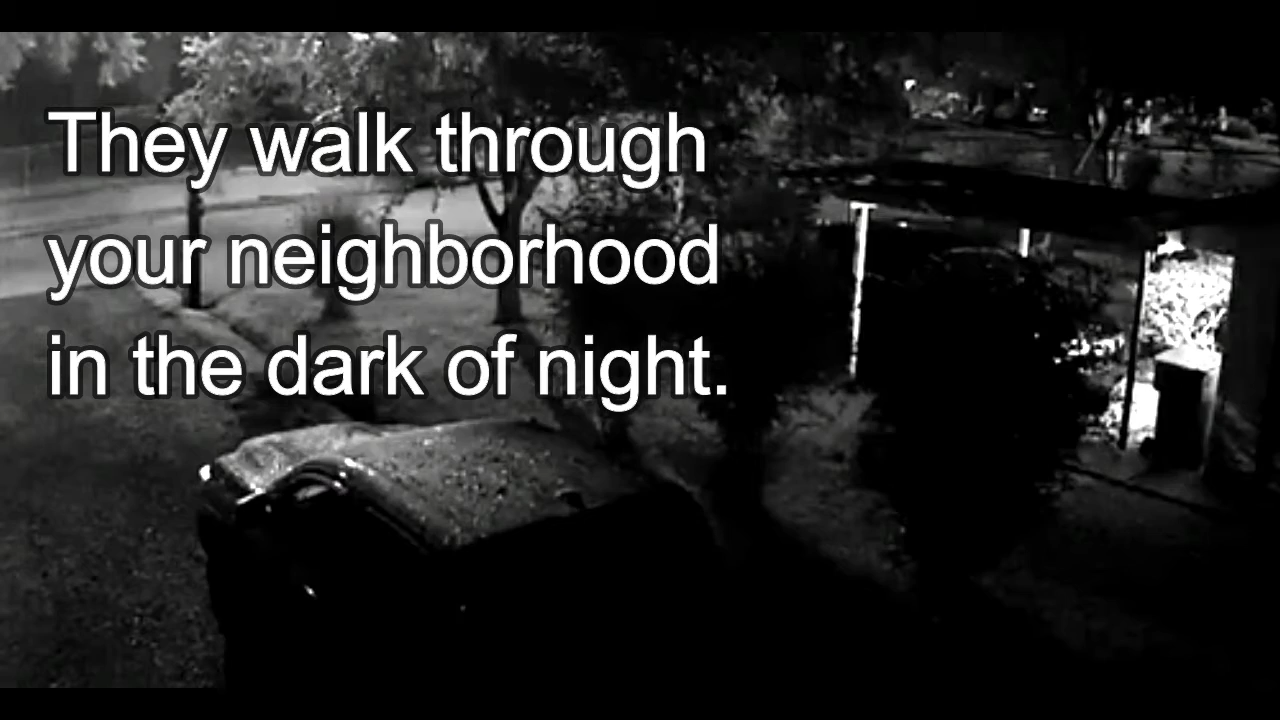 They walk through
your neighborhood
in the dark of night.